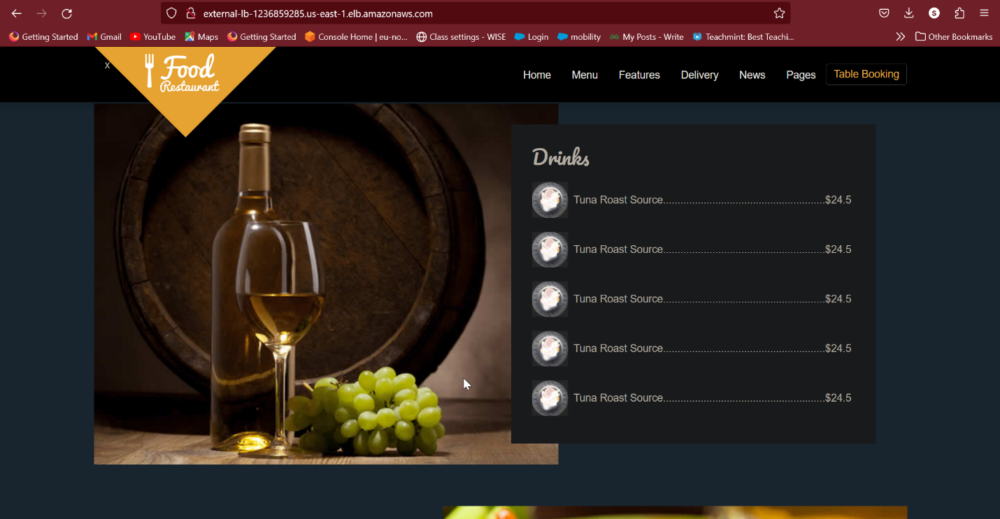 external-lb-1236859285.us-east-1.elb.amazonaws.com
S
Getting Started Gmail YouTube Maps Getting Started Console Home | eu-no... Class settings - WISE Login mobility My Posts - Write Teachmint: Best Teachi... Other Bookmarks
x
Food
Restaurant
Home Menu Features Delivery News Pages Table Booking
Drinks
Tuna Roast Source.......................................................$24.5
Tuna Roast Source.......................................................$24.5
Tuna Roast Source.......................................................$24.5
Tuna Roast Source.......................................................$24.5
Tuna Roast Source.......................................................$24.5